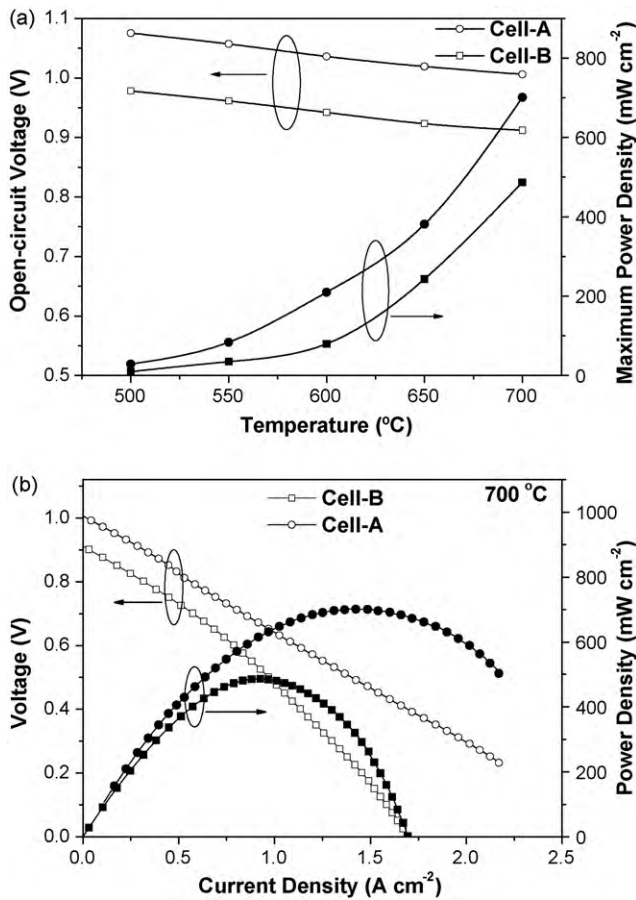 (a)
1.1
1.0
0.9
0.8
0.7
0.6
0.5
Open-circuit Voltage (V)
Cell-A
Cell-B
800
600
400
200
0
Maximum Power Density (mW cm-2)
500
550
600
650
700
Temperature (ºC)
(b)
1.0
0.8
0.6
0.4
0.2
0.0
Voltage (V)
Cell-B
Cell-A
700 °C
1000
800
600
400
200
0
Power Density (mW cm-2)
0.0
0.5
1.0
1.5
2.0
2.5
Current Density (A cm-2)